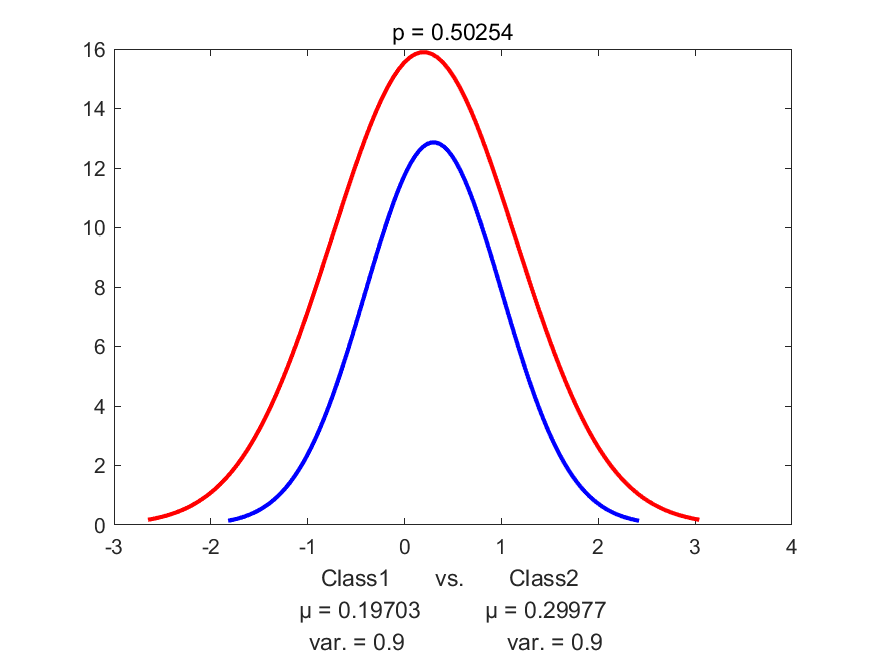 p = 0.50254
16
14
12
10
8
6
4
2
0
-3 -2 -1 0 1 2 3 4
Class1 vs. Class2
μ = 0.19703 μ = 0.29977
var. = 0.9 var. = 0.9